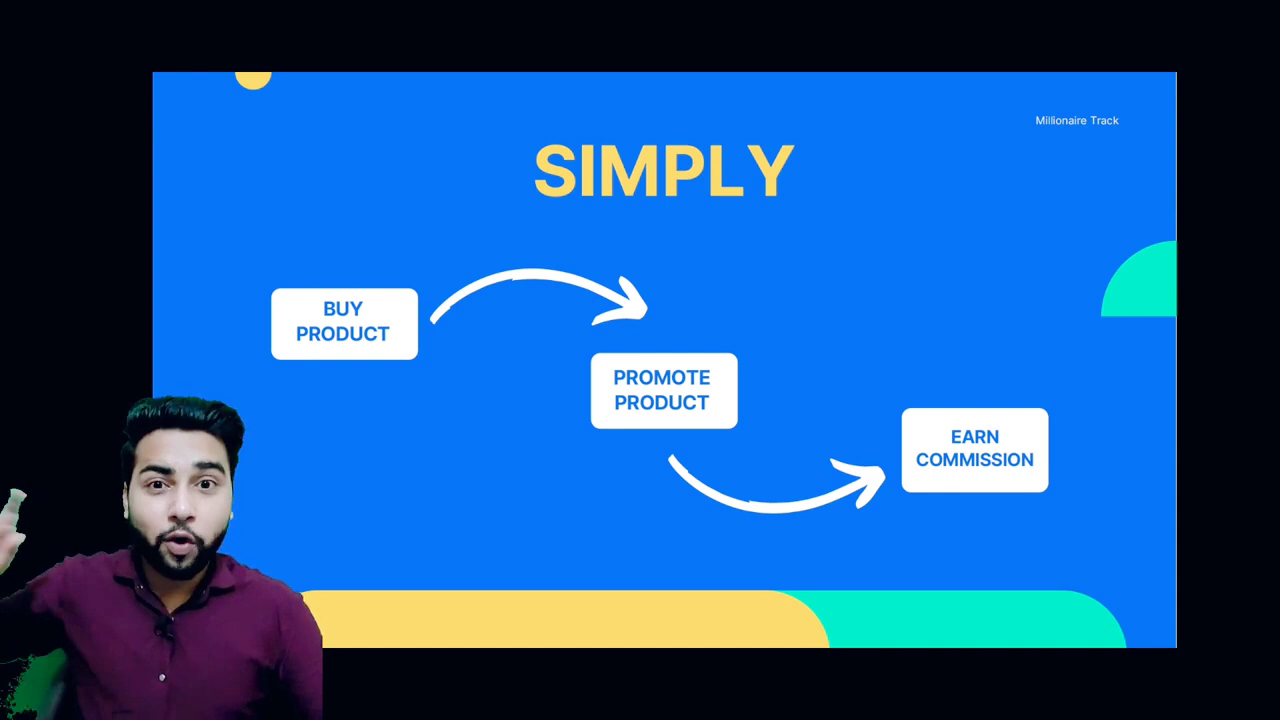 Millionaire Track
SIMPLY
BUY
PRODUCT
PROMOTE
PRODUCT
EARN
COMMISSION